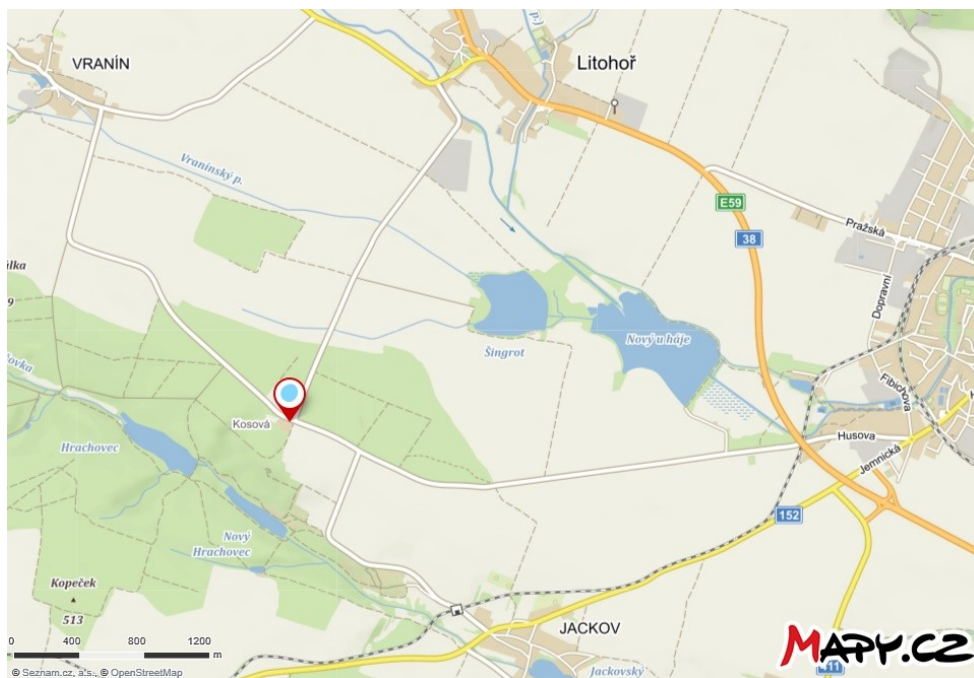 VRANÍN
Litohoř
Vranínský p.
E59
38
Pražská
Dopravní
Šingrot
Nový u háje
Fibichova
Kosová
Hrachovec
Husova
Jemnická
152
Nový
Hrachovec
Kopeček
513
JACKOV
Jackovský
0 400 800 1200 m
MAPY.CZ
© Seznam.cz, a.s., © OpenStreetMap